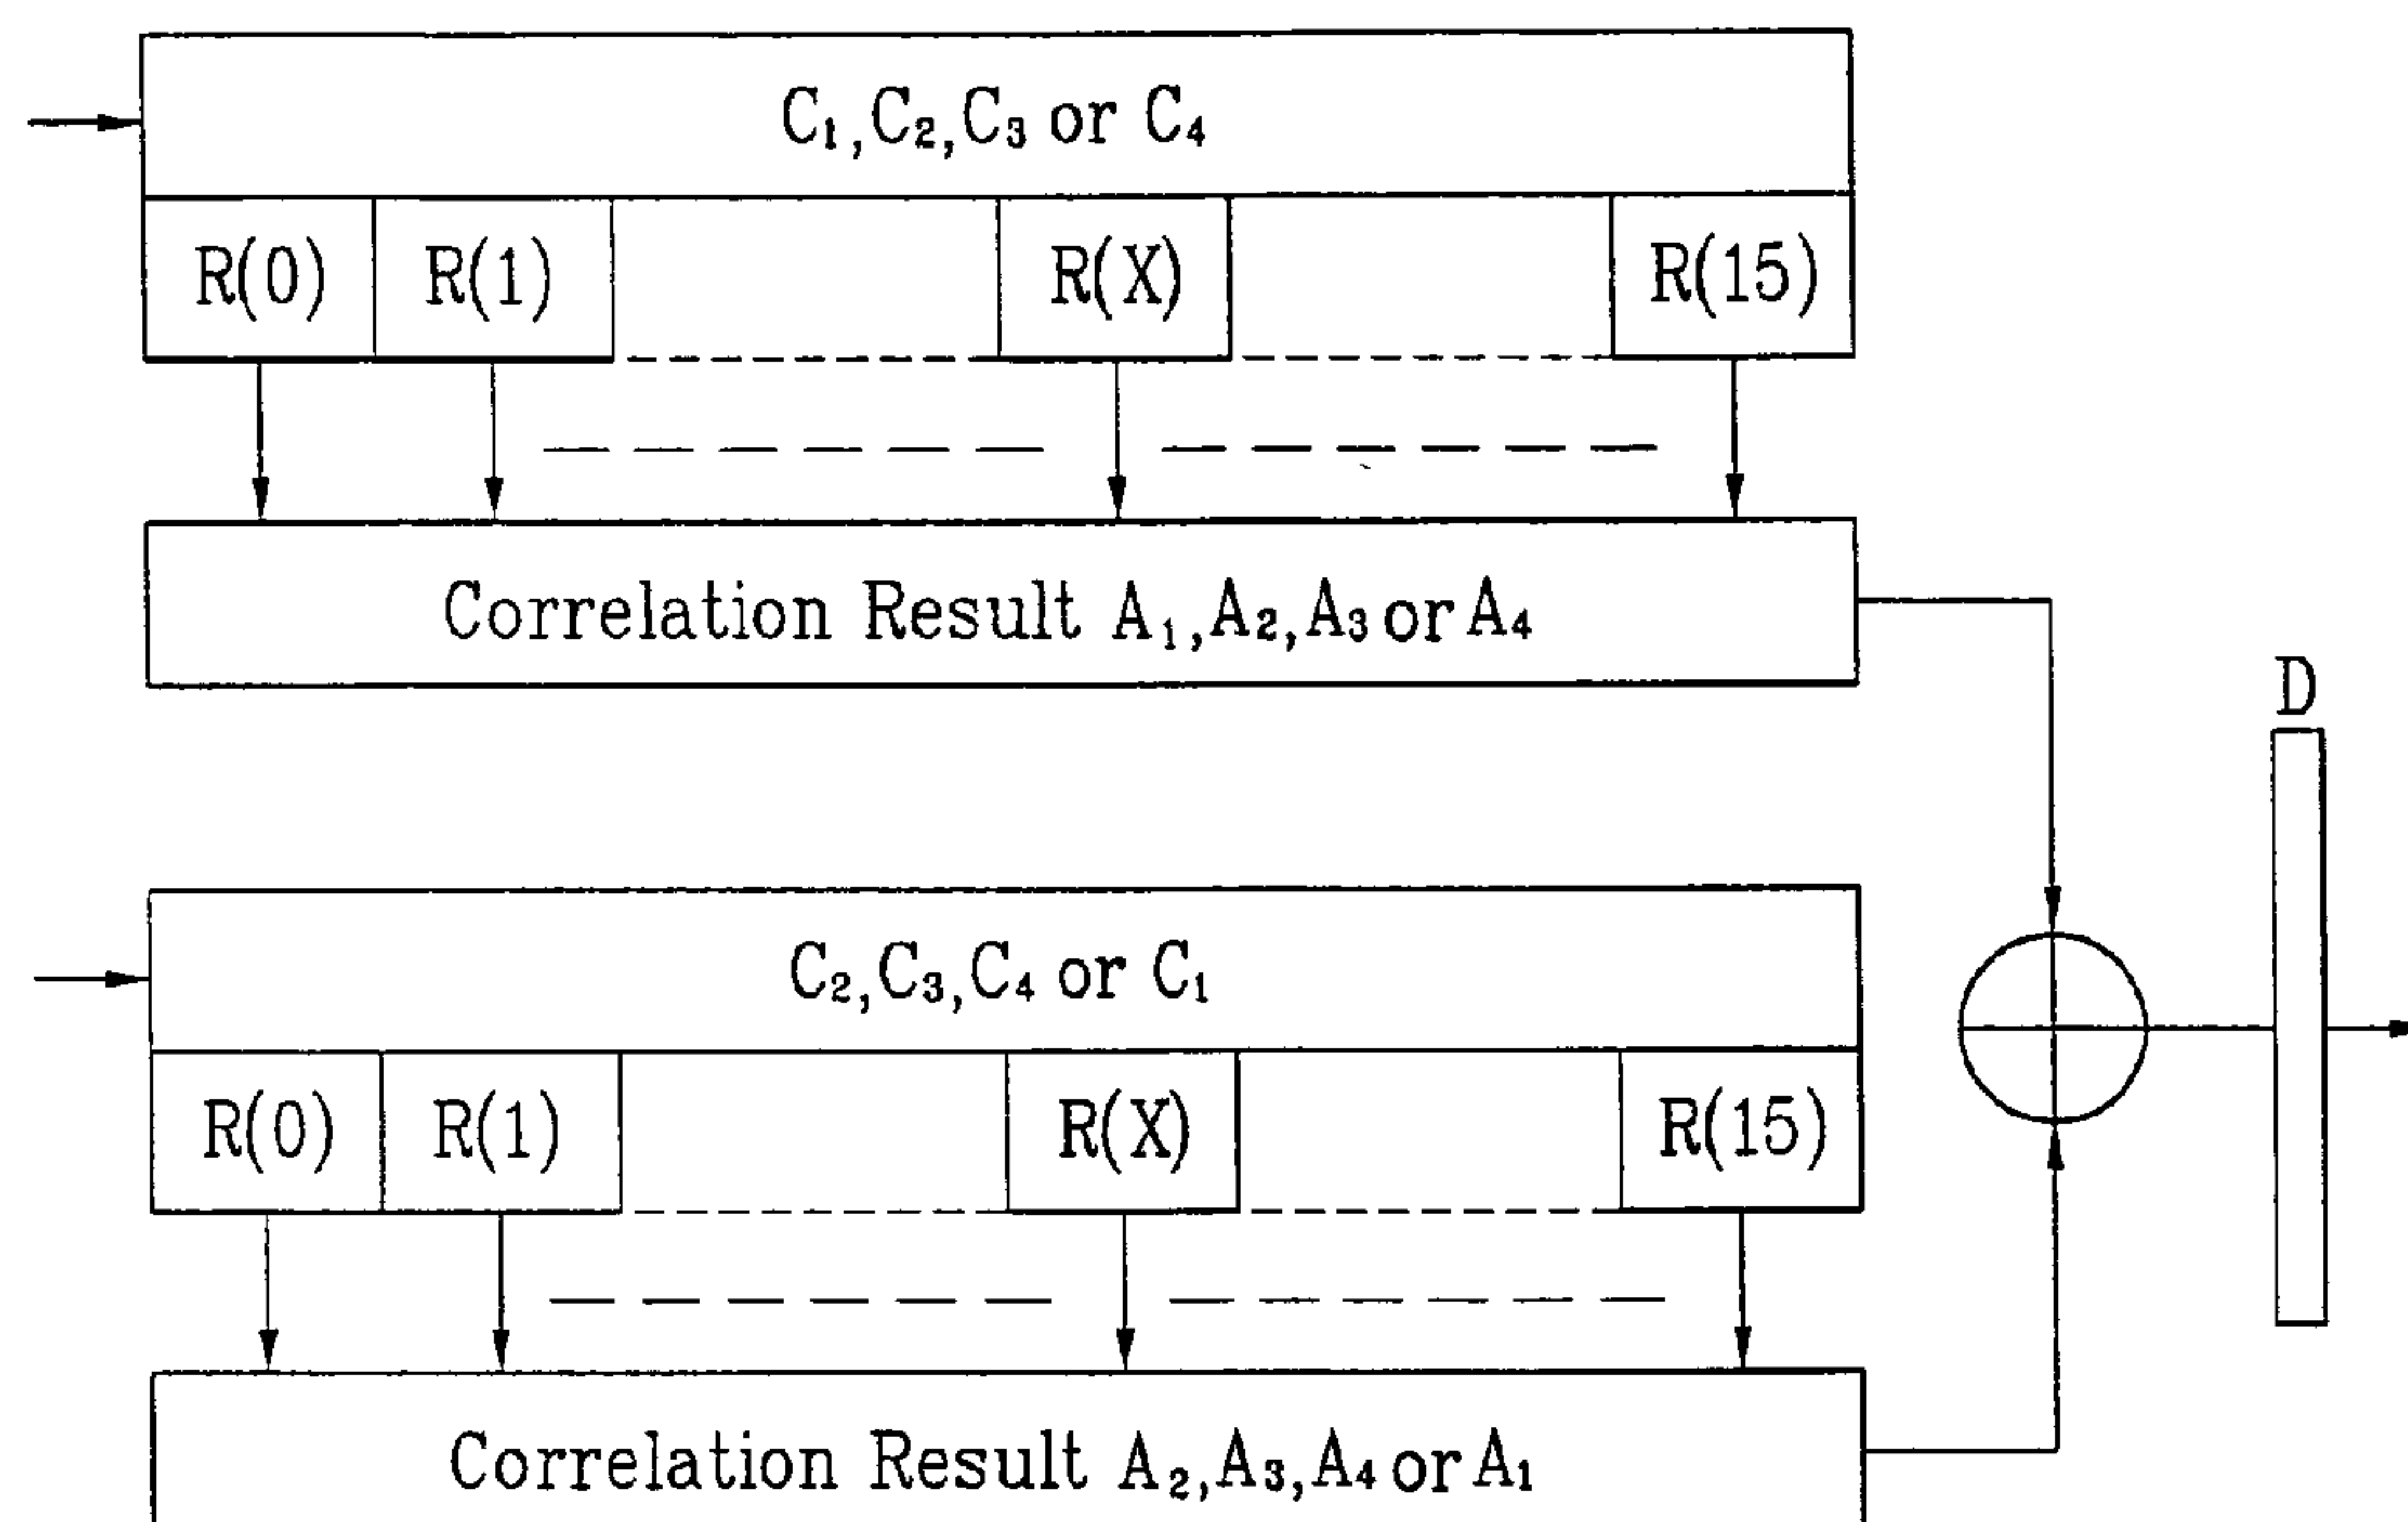 C₁,C₂,C₃ or C₄
R(0) R(1) R(X) R(15)
Correlation Result A₁,A₂,A₃ or A₄
D
C₂,C₃,C₄ or C₁
R(0) R(1) R(X) R(15)
Correlation Result A₂,A₃,A₄ or A₁